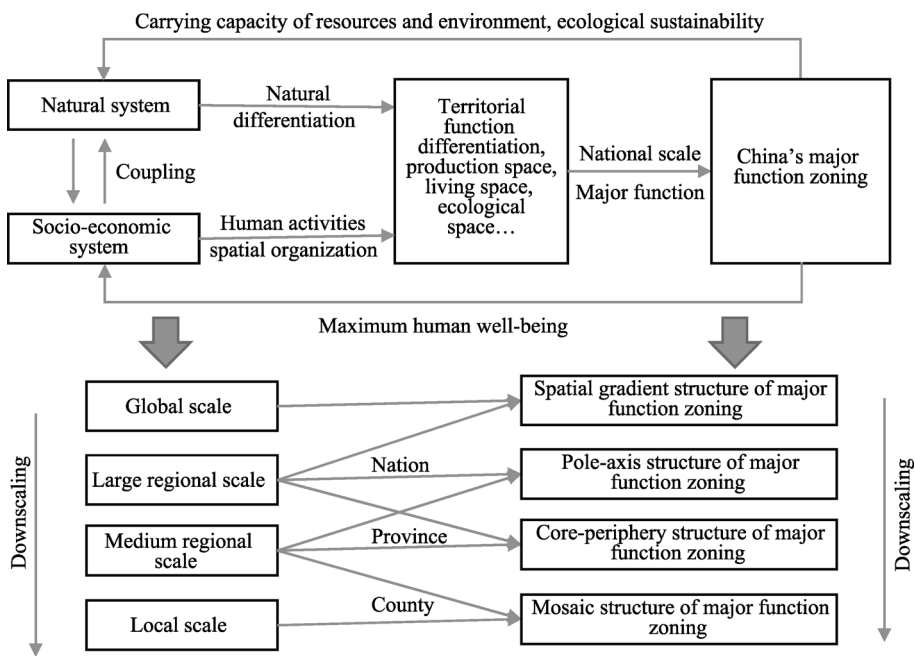 Carrying capacity of resources and environment, ecological sustainability
Natural system
Natural
differentiation
Territorial
function
differentiation,
production space,
living space,
ecological
space…
National scale
Major function
China’s major
function zoning
Coupling
Socio-economic
system
Human activities
spatial organization
Maximum human well-being
Downscaling
Global scale
Spatial gradient structure of major
function zoning
Large regional scale
Nation
Pole-axis structure of major
function zoning
Medium regional
scale
Province
Core-periphery structure of major
function zoning
Local scale
County
Mosaic structure of major function
zoning
Downscaling